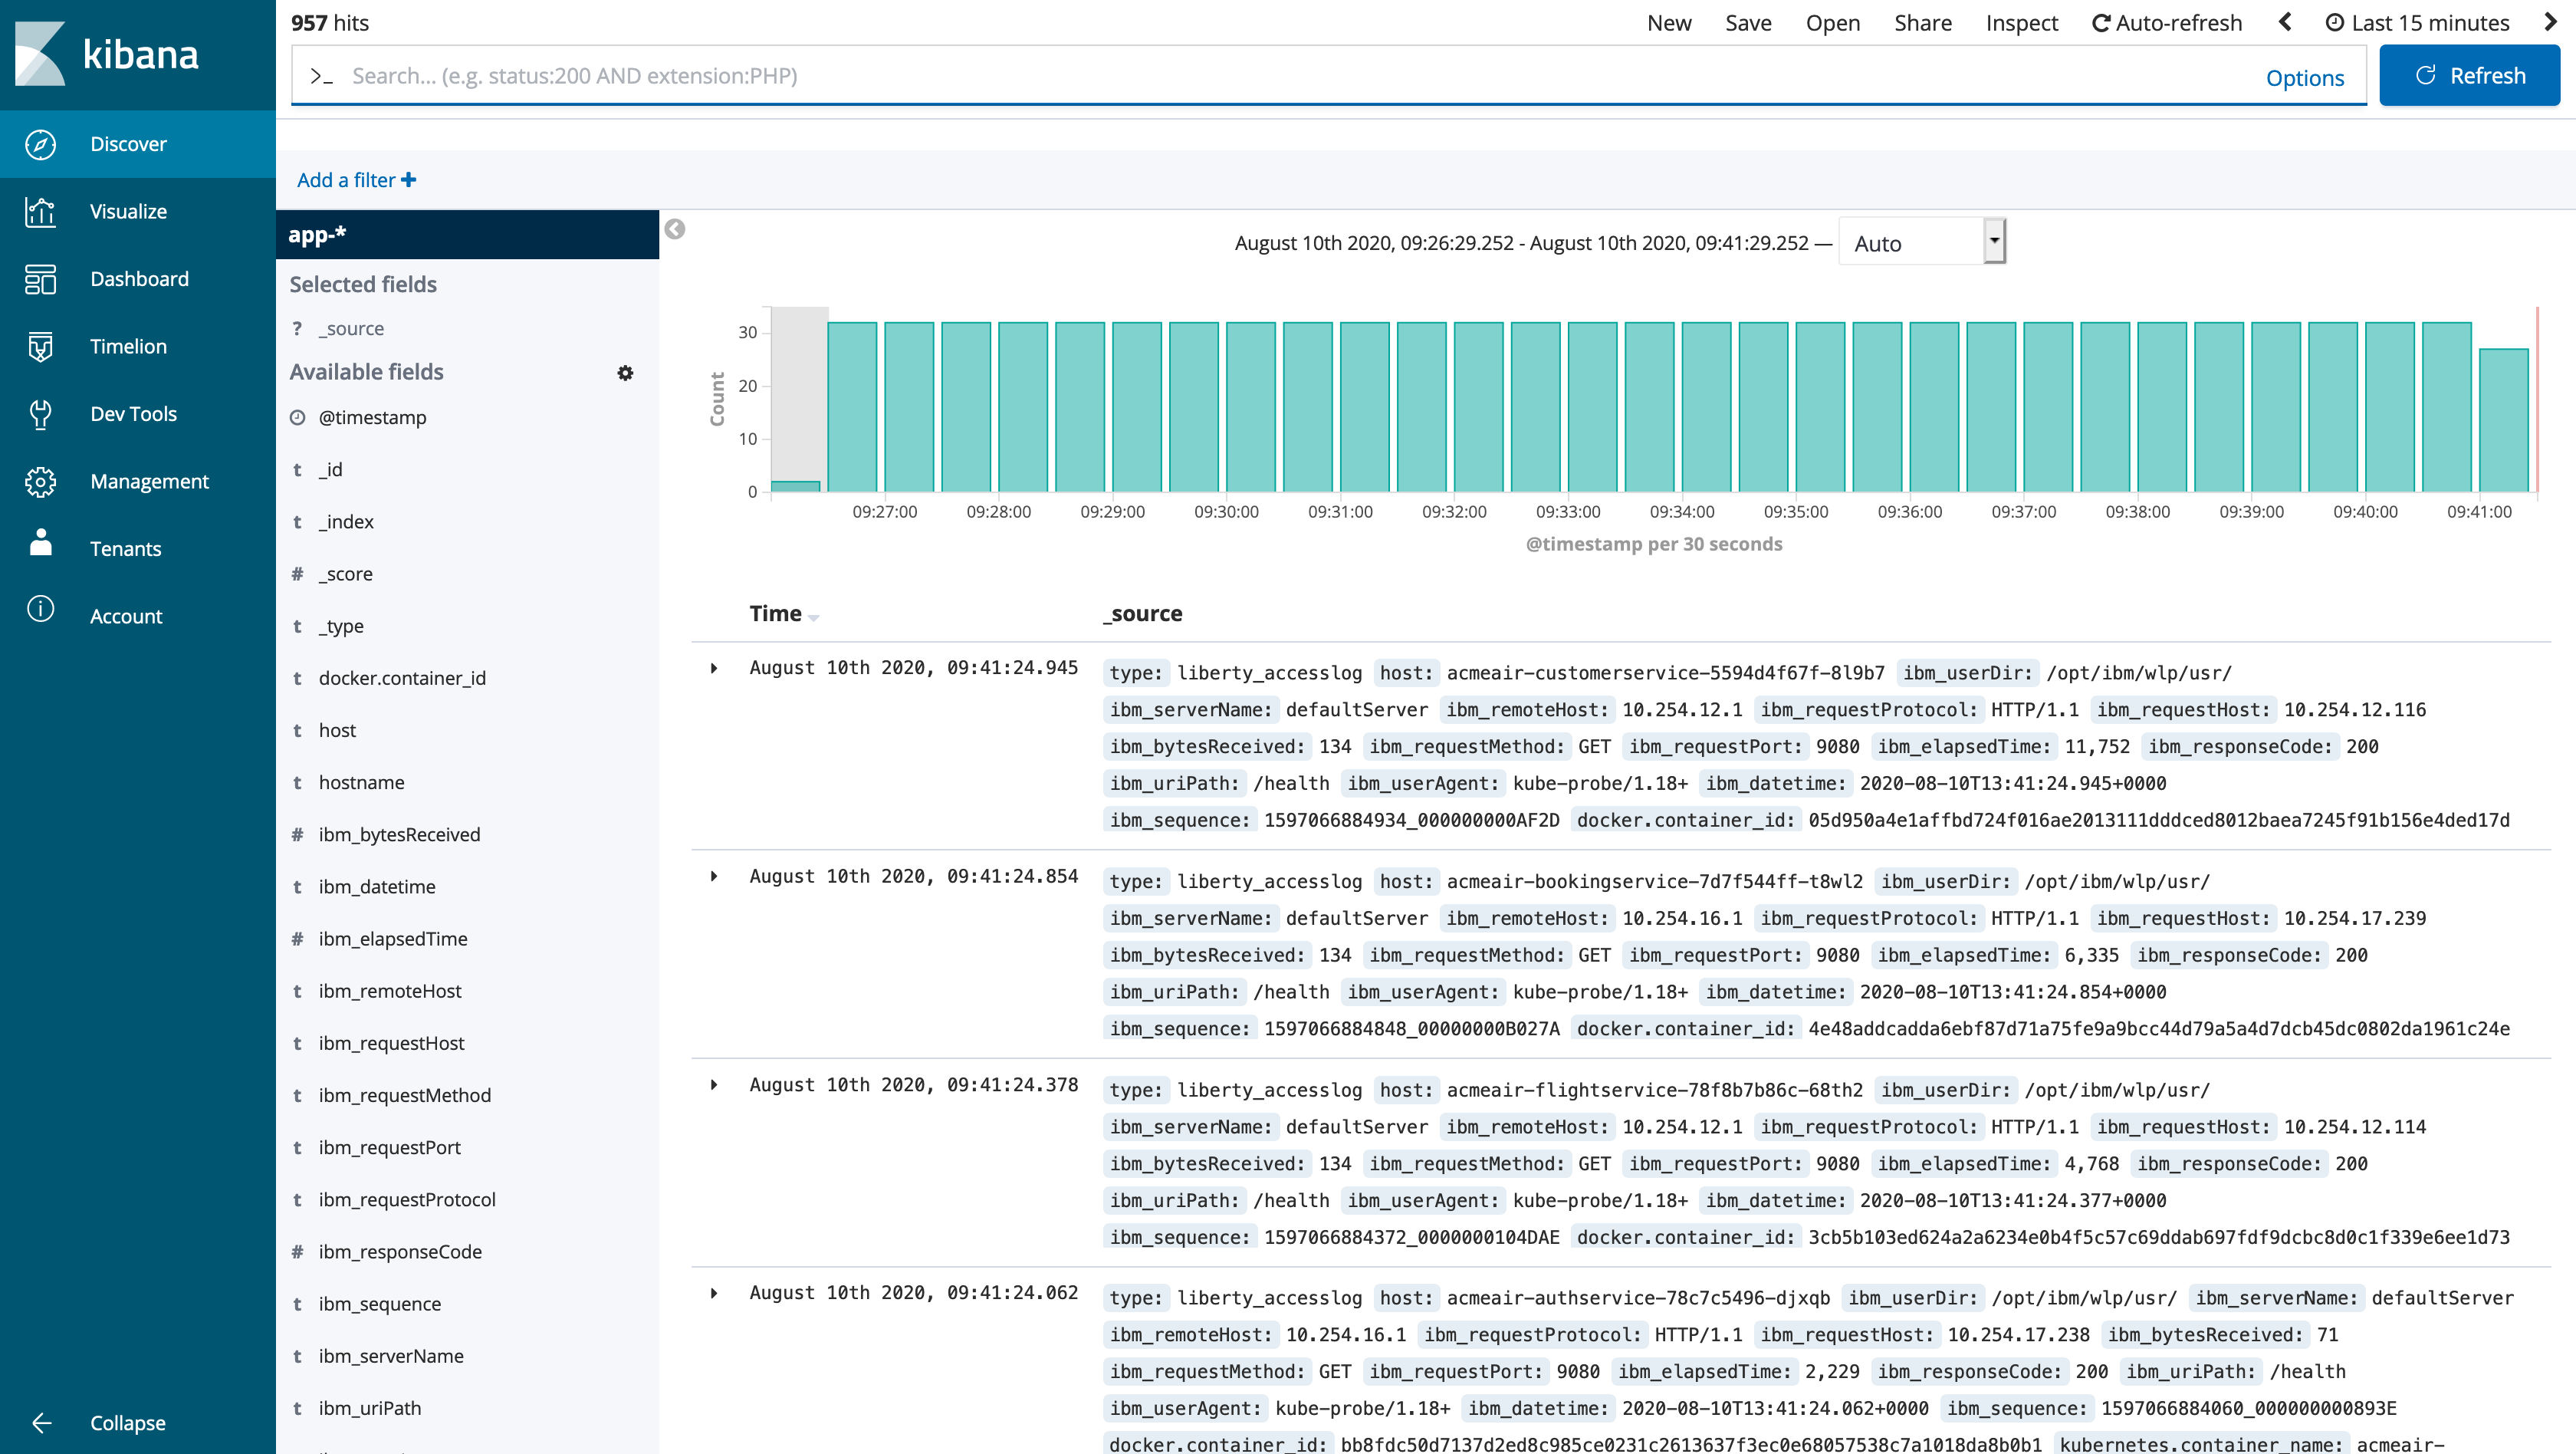 kibana
Discover
Visualize
Dashboard
Timelion
Dev Tools
Management
Tenants
Account
Collapse
957 hits
New Save Open Share Inspect Auto-refresh Last 15 minutes
>_ Search... (e.g. status:200 AND extension:PHP) Options Refresh
Add a filter +
app-*
Selected fields
? _source
Available fields
@timestamp
t _id
t _index
# _score
t _type
t docker.container_id
t host
t hostname
# ibm_bytesReceived
t ibm_datetime
# ibm_elapsedTime
t ibm_remoteHost
t ibm_requestHost
t ibm_requestMethod
t ibm_requestPort
t ibm_requestProtocol
# ibm_responseCode
t ibm_sequence
t ibm_serverName
t ibm_uriPath
August 10th 2020, 09:26:29.252 - August 10th 2020, 09:41:29.252 — Auto
Count
30
20
10
0
09:27:00 09:28:00 09:29:00 09:30:00 09:31:00 09:32:00 09:33:00 09:34:00 09:35:00 09:36:00 09:37:00 09:38:00 09:39:00 09:40:00 09:41:00
@timestamp per 30 seconds
Time _source
August 10th 2020, 09:41:24.945 type: liberty_accesslog host: acmeair-customerservice-5594d4f67f-8l9b7 ibm_userDir: /opt/ibm/wlp/usr/
ibm_serverName: defaultServer ibm_remoteHost: 10.254.12.1 ibm_requestProtocol: HTTP/1.1 ibm_requestHost: 10.254.12.116
ibm_bytesReceived: 134 ibm_requestMethod: GET ibm_requestPort: 9080 ibm_elapsedTime: 11,752 ibm_responseCode: 200
ibm_uriPath: /health ibm_userAgent: kube-probe/1.18+ ibm_datetime: 2020-08-10T13:41:24.945+0000
ibm_sequence: 1597066884934_000000000AF2D docker.container_id: 05d950a4e1affbd724f016ae2013111dddced8012baea7245f91b156e4ded17d
August 10th 2020, 09:41:24.854 type: liberty_accesslog host: acmeair-bookingservice-7d7f544ff-t8wl2 ibm_userDir: /opt/ibm/wlp/usr/
ibm_serverName: defaultServer ibm_remoteHost: 10.254.16.1 ibm_requestProtocol: HTTP/1.1 ibm_requestHost: 10.254.17.239
ibm_bytesReceived: 134 ibm_requestMethod: GET ibm_requestPort: 9080 ibm_elapsedTime: 6,335 ibm_responseCode: 200
ibm_uriPath: /health ibm_userAgent: kube-probe/1.18+ ibm_datetime: 2020-08-10T13:41:24.854+0000
ibm_sequence: 1597066884848_00000000B027A docker.container_id: 4e48addcadda6ebf87d71a75fe9a9bcc44d79a5a4d7dcb45dc0802da1961c24e
August 10th 2020, 09:41:24.378 type: liberty_accesslog host: acmeair-flightservice-78f8b7b86c-68th2 ibm_userDir: /opt/ibm/wlp/usr/
ibm_serverName: defaultServer ibm_remoteHost: 10.254.12.1 ibm_requestProtocol: HTTP/1.1 ibm_requestHost: 10.254.12.114
ibm_bytesReceived: 134 ibm_requestMethod: GET ibm_requestPort: 9080 ibm_elapsedTime: 4,768 ibm_responseCode: 200
ibm_uriPath: /health ibm_userAgent: kube-probe/1.18+ ibm_datetime: 2020-08-10T13:41:24.377+0000
ibm_sequence: 1597066884372_0000000104DAE docker.container_id: 3cb5b103ed624a2a6234e0b4f5c57c69ddab697fdf9dcbc8d0c1f339e6ee1d73
August 10th 2020, 09:41:24.062 type: liberty_accesslog host: acmeair-authservice-78c7c5496-djxqb ibm_userDir: /opt/ibm/wlp/usr/ ibm_serverName: defaultServer
ibm_remoteHost: 10.254.16.1 ibm_requestProtocol: HTTP/1.1 ibm_requestHost: 10.254.17.238 ibm_bytesReceived: 71
ibm_requestMethod: GET ibm_requestPort: 9080 ibm_elapsedTime: 2,229 ibm_responseCode: 200 ibm_uriPath: /health
ibm_userAgent: kube-probe/1.18+ ibm_datetime: 2020-08-10T13:41:24.062+0000 ibm_sequence: 1597066884060_000000000893E
docker.container_id: bb8fdc50d7137d2ed8c985ce0231c2613637f3ec0e68057538c7a1018da8b0b1 kubernetes.container_name: acmeair-